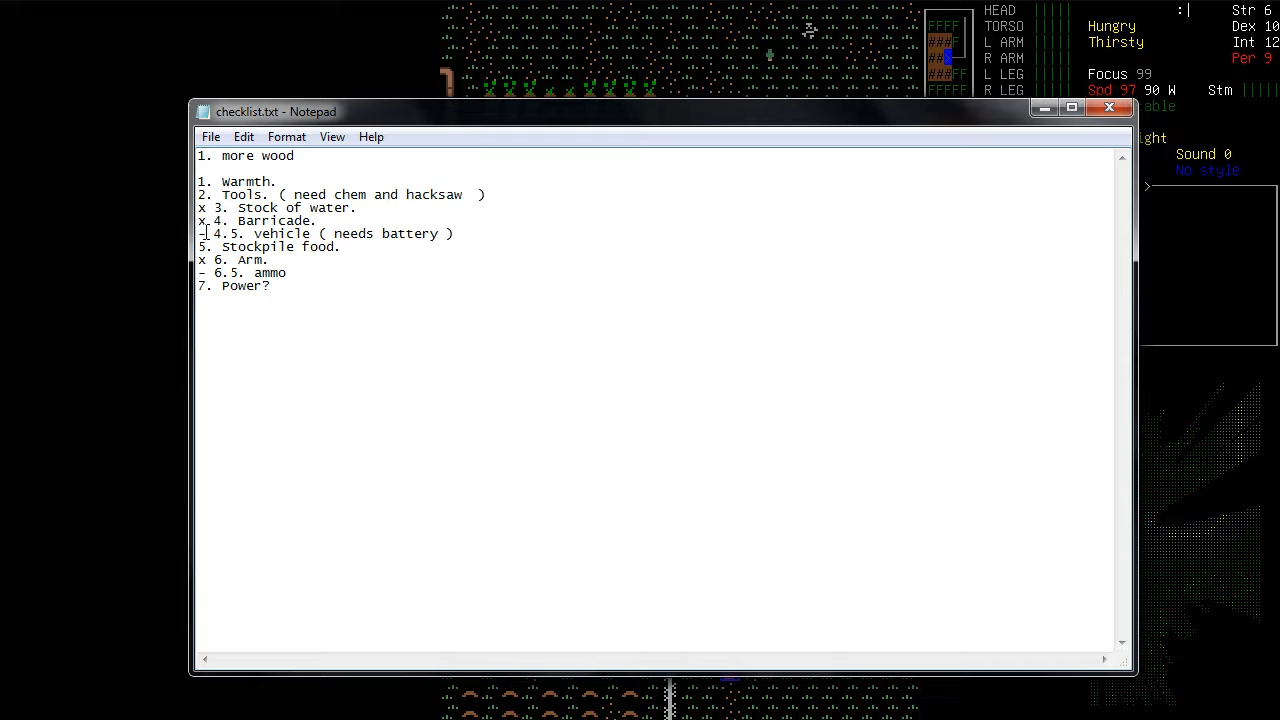 HEAD
TORSO
L ARM
R ARM
L LEG
R LEG
Hungry
Thirsty
Focus 99
Spd 97 90 W Stm
:|
Str 6
Dex 10
Int 12
Per 9
able
ight
Sound 0
No style
checklist.txt - Notepad
File Edit Format View Help
1. more wood
1. Warmth.
2. Tools. ( need chem and hacksaw  )
x 3. Stock of water.
x 4. Barricade.
- 4.5. vehicle ( needs battery )
5. Stockpile food.
x 6. Arm.
- 6.5. ammo
7. Power?